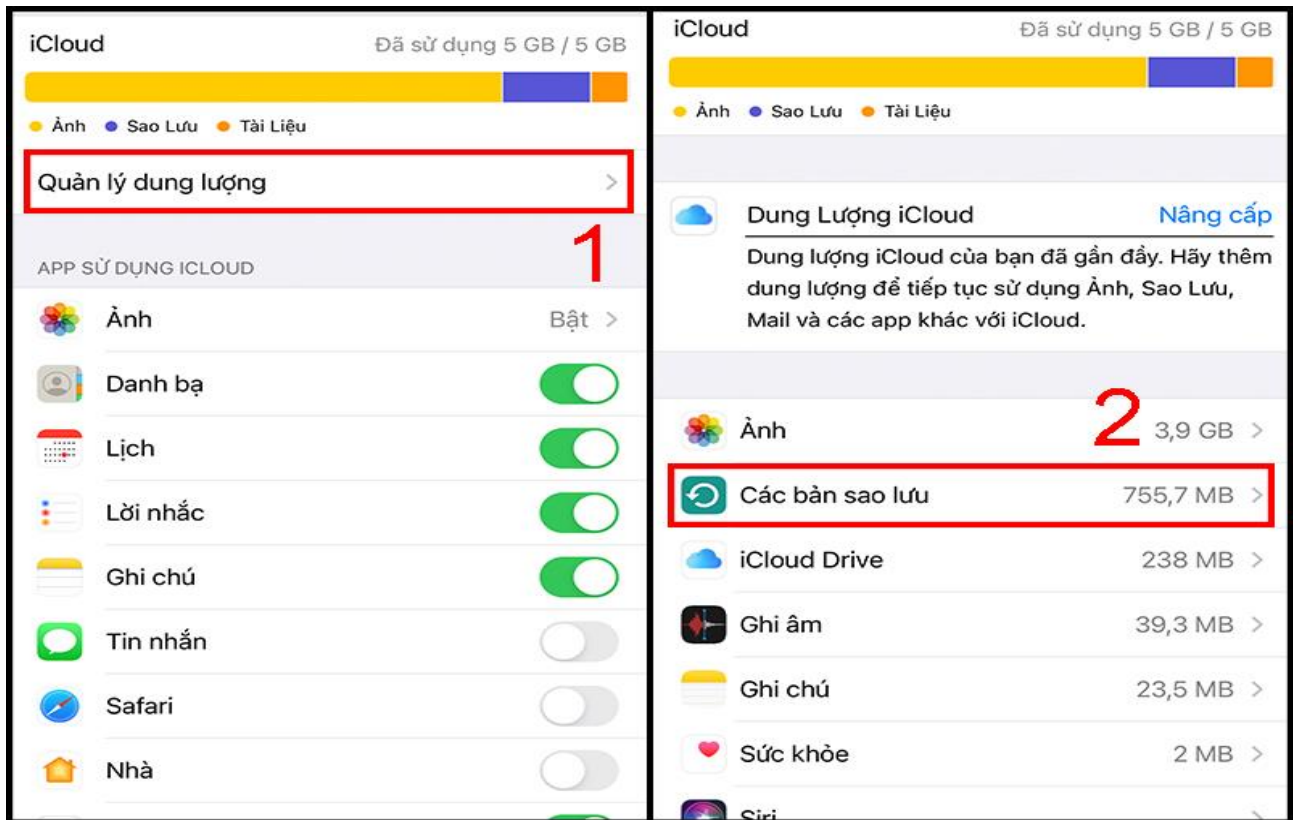 iCloud
Đã sử dụng 5 GB / 5 GB
Ảnh
Sao Lưu
Tài Liệu
Quản lý dung lượng
1
APP SỬ DỤNG ICLOUD
Ảnh
Bật
Danh bạ
Lịch
Lời nhắc
Ghi chú
Tin nhắn
Safari
Nhà
iCloud
Đã sử dụng 5 GB / 5 GB
Ảnh
Sao Lưu
Tài Liệu
Dung Lượng iCloud
Nâng cấp
Dung lượng iCloud của bạn đã gần đầy. Hãy thêm
dung lượng để tiếp tục sử dụng Ảnh, Sao Lưu,
Mail và các app khác với iCloud.
2
Ảnh
3,9 GB
Các bản sao lưu
755,7 MB
iCloud Drive
238 MB
Ghi âm
39,3 MB
Ghi chú
23,5 MB
Sức khỏe
2 MB
Siri